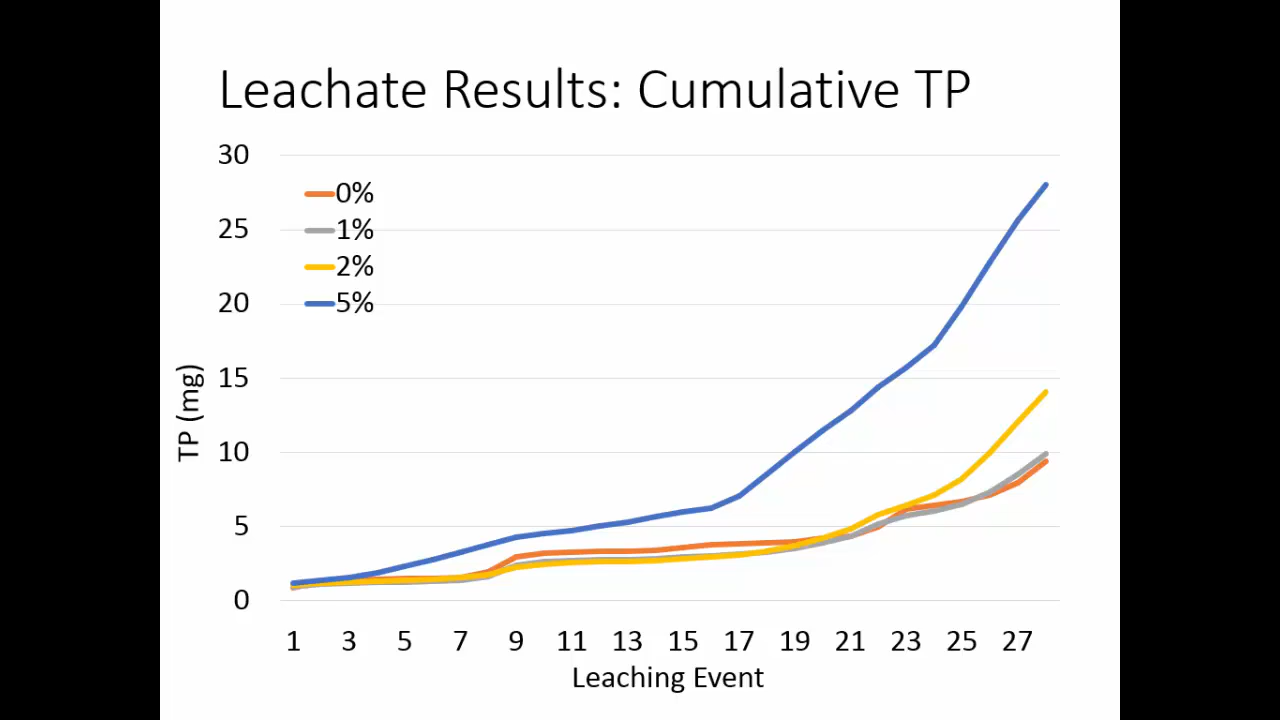 Leachate Results: Cumulative TP
30
25
20
15
10
5
0
TP (mg)
0%
1%
2%
5%
1 3 5 7 9 11 13 15 17 19 21 23 25 27
Leaching Event